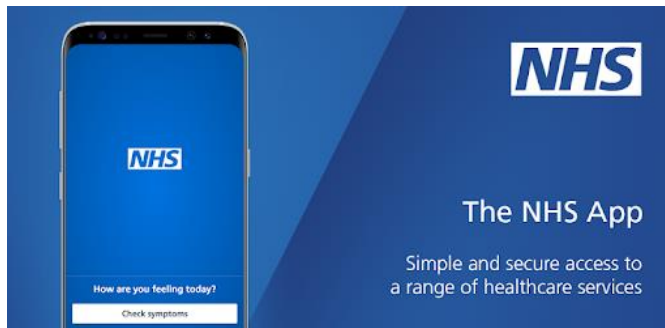 NHS
How are you feeling today?
Check symptoms
NHS
The NHS App
Simple and secure access to
a range of healthcare services